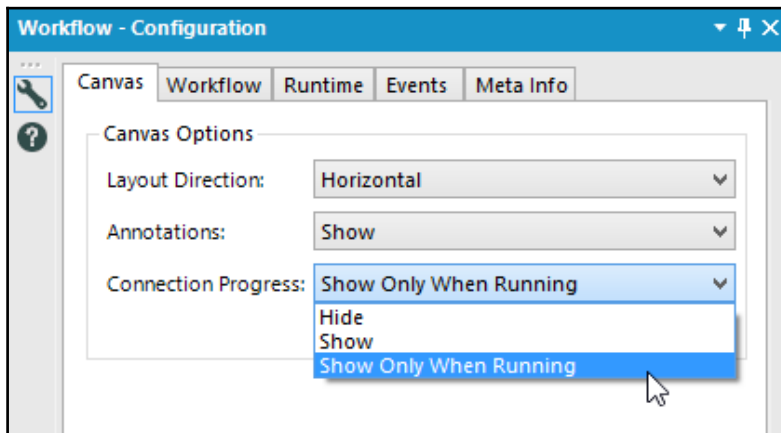 Workflow - Configuration
Canvas Workflow Runtime Events Meta Info
Canvas Options
Layout Direction: Horizontal
Annotations: Show
Connection Progress: Show Only When Running
Hide
Show
Show Only When Running